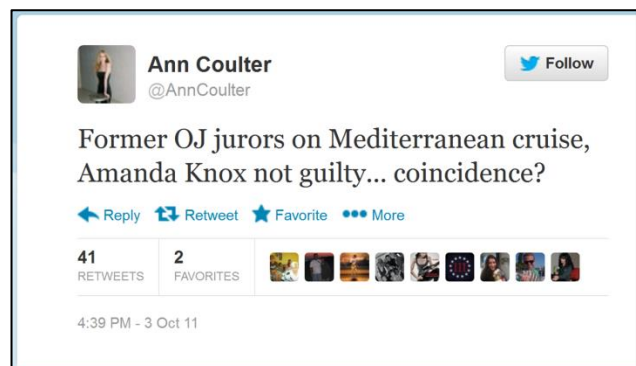 Ann Coulter
@AnnCoulter
Follow
Former OJ jurors on Mediterranean cruise,
Amanda Knox not guilty... coincidence?
Reply Retweet Favorite More
41 2
RETWEETS FAVORITES
4:39 PM - 3 Oct 11